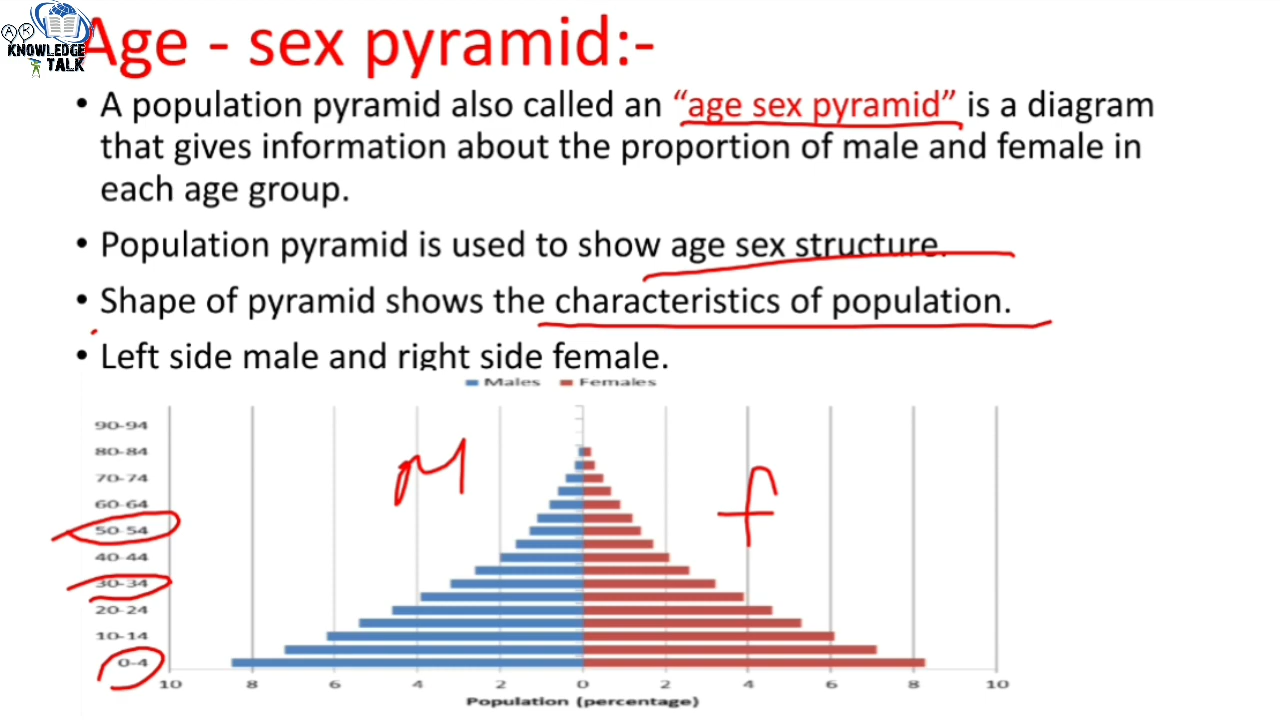 AK
KNOWLEDGE
TALK
Age - sex pyramid:-
• A population pyramid also called an “age sex pyramid” is a diagram
that gives information about the proportion of male and female in
each age group.
• Population pyramid is used to show age sex structure.
• Shape of pyramid shows the characteristics of population.
• Left side male and right side female.
Males Females
90-94
80-84
70-74
60-64
50-54
40-44
30-34
20-24
10-14
0-4
M
f
10 8 6 4 2 0 2 4 6 8 10
Population (percentage)